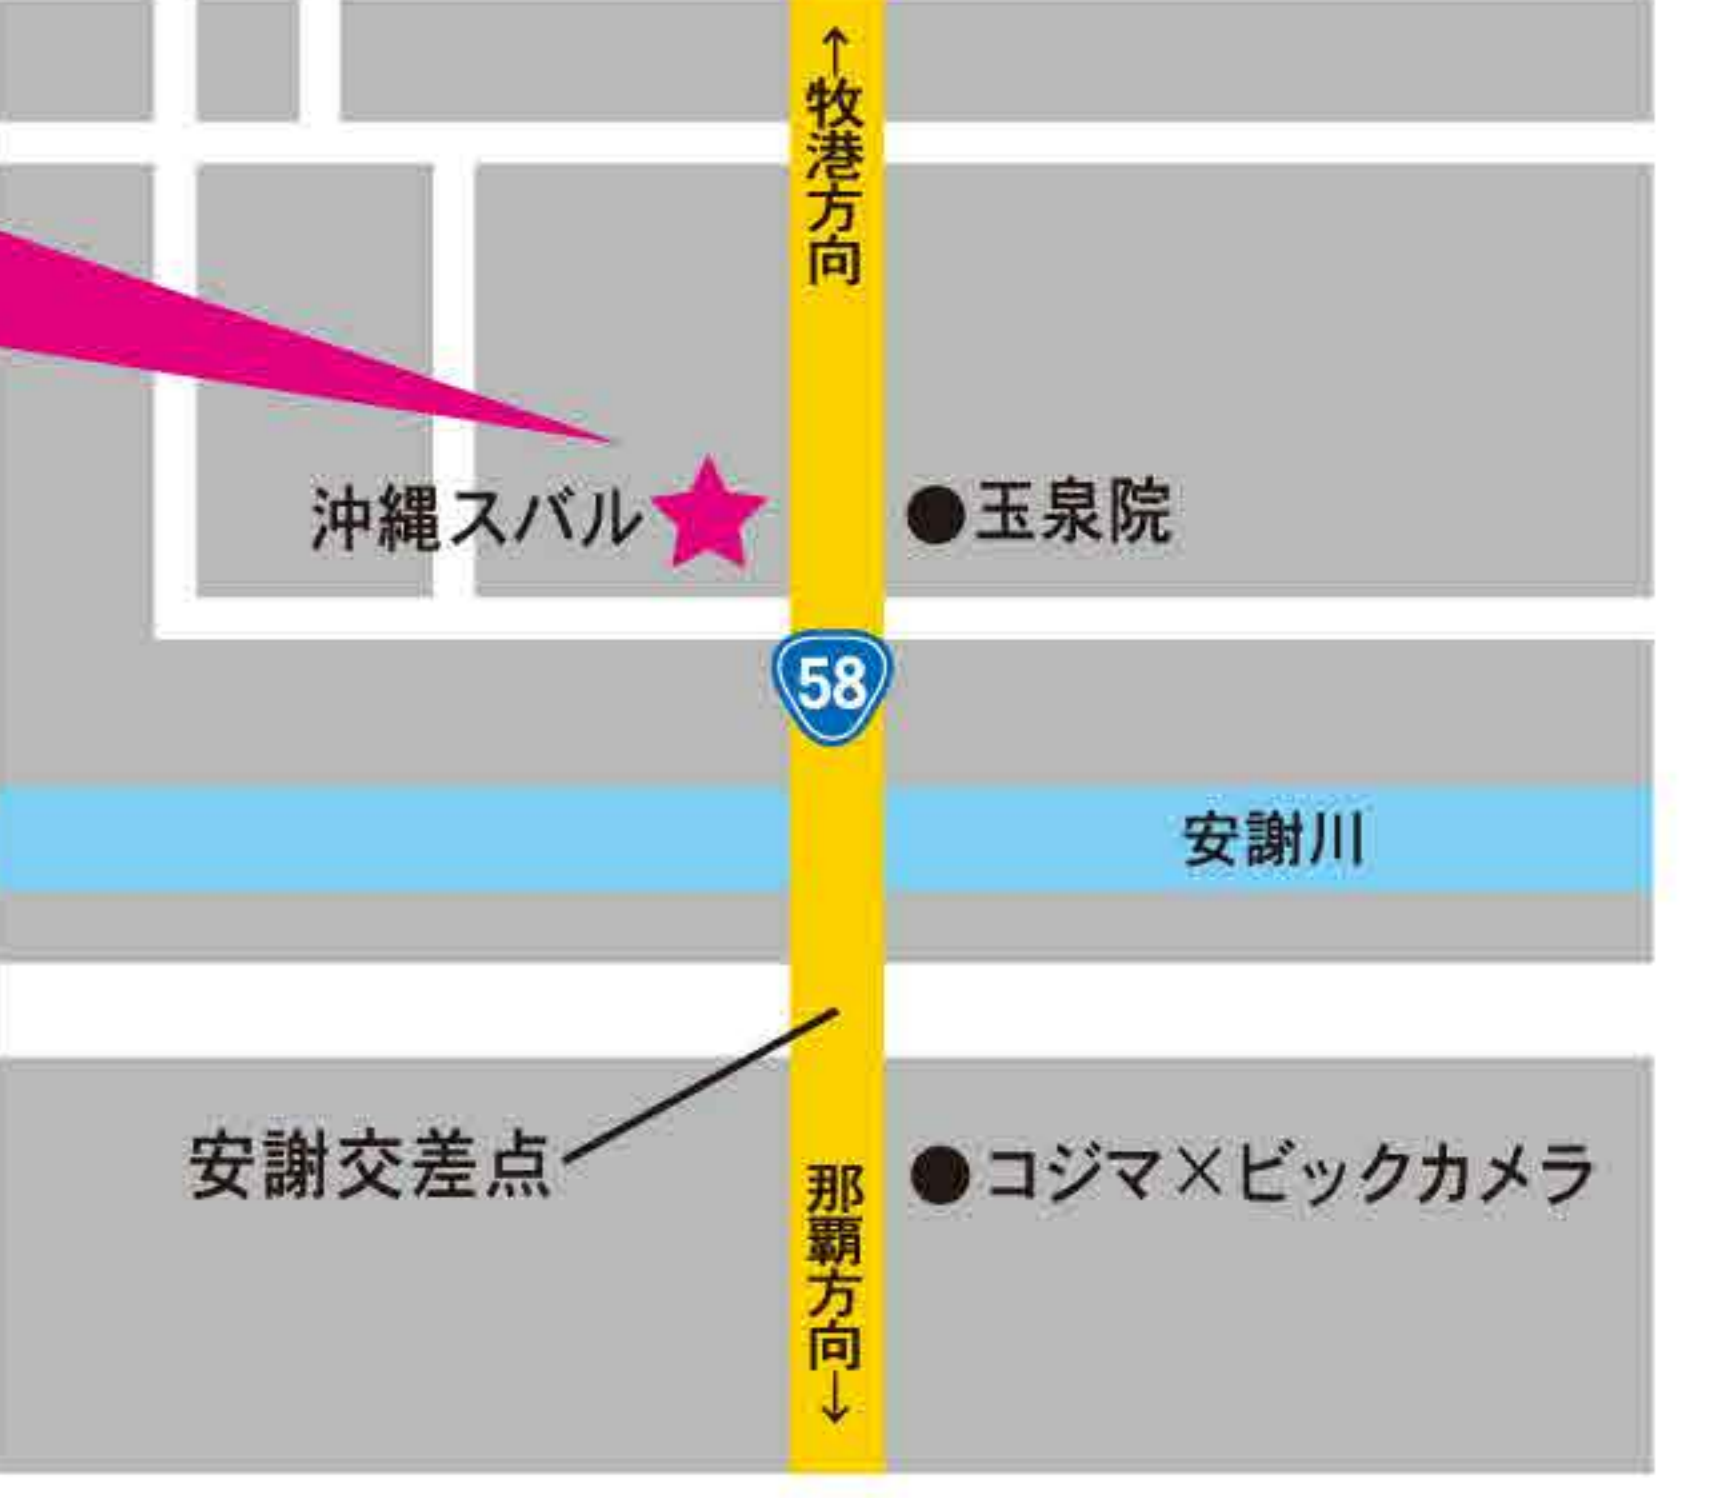 ↑牧港方向
沖縄スバル
●玉泉院
58
安謝川
安謝交差点
●コジマ×ビックカメラ
那覇方向↓